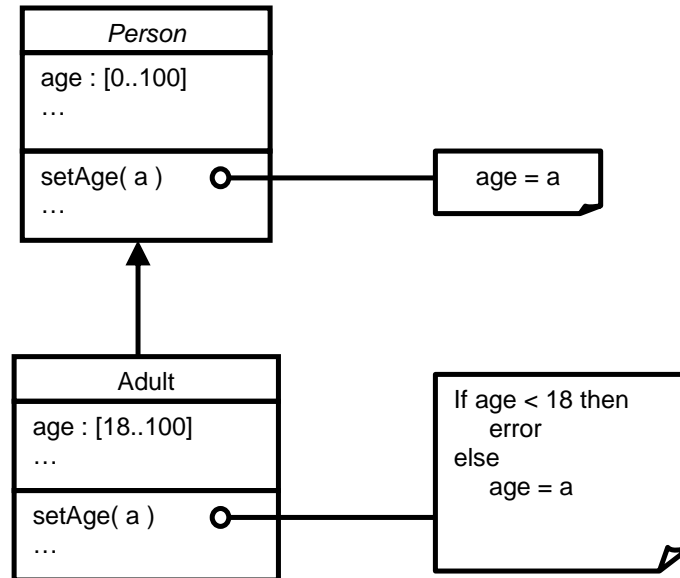 Person
age : [0..100]
…
setAge( a )
…
age = a
Adult
age : [18..100]
…
setAge( a )
…
If age < 18 then
error
else
age = a